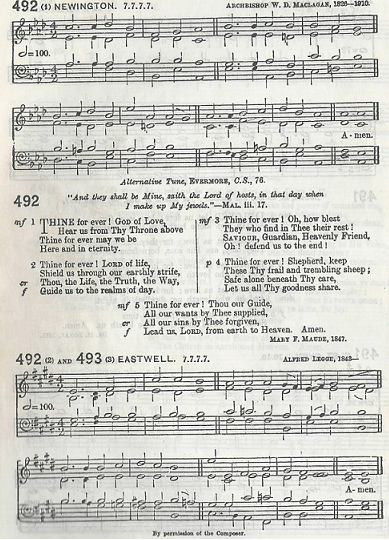 492 (1) NEWINGTON. 7.7.7.7. ARCHBISHOP W. D. MACLAGAN, 1826—1910.
=100.
A - men.
Alternative Tune, EVERMORE, C.S., 76.
492
"And they shall be Mine, saith the Lord of hosts, in that day when
I make up My jewels."—MAL. iii. 17.
mf 1 THINE for ever! GOD of Love,
Hear us from Thy Throne above
Thine for ever may we be
Here and in eternity.
2 Thine for ever! LORD of life,
Shield us through our earthly strife,
cr Thou, the Life, the Truth, the Way,
f Guide us to the realms of day.
mf 3 Thine for ever! Oh, how blest
They who find in Thee their rest!
SAVIOUR, Guardian, Heavenly Friend,
Oh! defend us to the end!
p 4 Thine for ever! Shepherd, keep
These Thy frail and trembling sheep;
Safe alone beneath Thy care,
Let us all Thy goodness share.
mf 5 Thine for ever! Thou our Guide,
All our wants by Thee supplied,
cr All our sins by Thee forgiven,
f Lead us, LORD, from earth to Heaven. Amen.
MARY F. MAUDE, 1847.
492 (2) AND 493 (3) EASTWELL. 7.7.7.7. ALFRED LEGGE, 1843—
=100.
A- men.
By permission of the Composer.